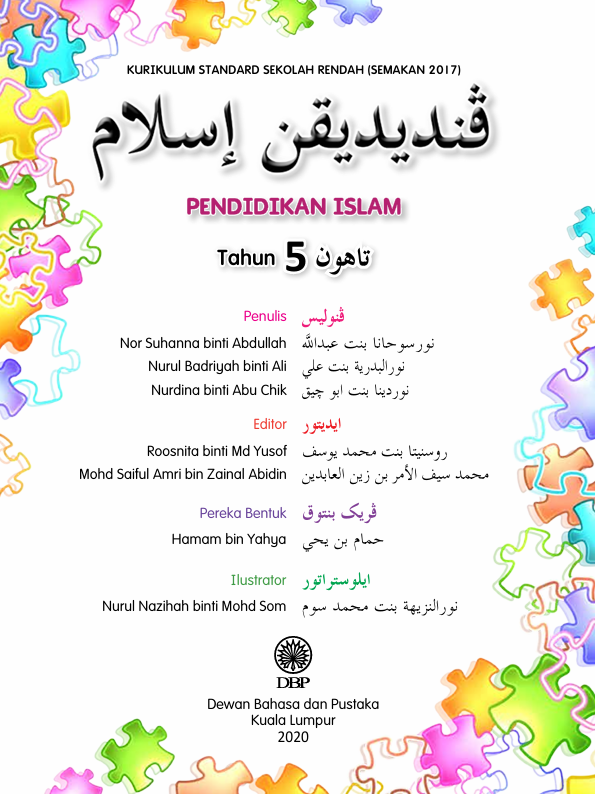 KURIKULUM STANDARD SEKOLAH RENDAH (SEMAKAN 2017)
ڤنديديقن إسلام
PENDIDIKAN ISLAM
Tahun 5 تاهون
Penulis ڤنوليس
Nor Suhanna binti Abdullah نورسوحانا بنت عبدالله
Nurul Badriyah binti Ali نورالبدرية بنت علي
Nurdina binti Abu Chik نوردينا بنت ابو چيق
Editor ايديتور
Roosnita binti Md Yusof روسنيتا بنت محمد يوسف
Mohd Saiful Amri bin Zainal Abidin محمد سيف الأمر بن زين العابدين
Pereka Bentuk ڤريک بنتوق
Hamam bin Yahya حمام بن يحي
Ilustrator ايلوستراتور
Nurul Nazihah binti Mohd Som نورالنزيهة بنت محمد سوم
DBP
Dewan Bahasa dan Pustaka
Kuala Lumpur
2020